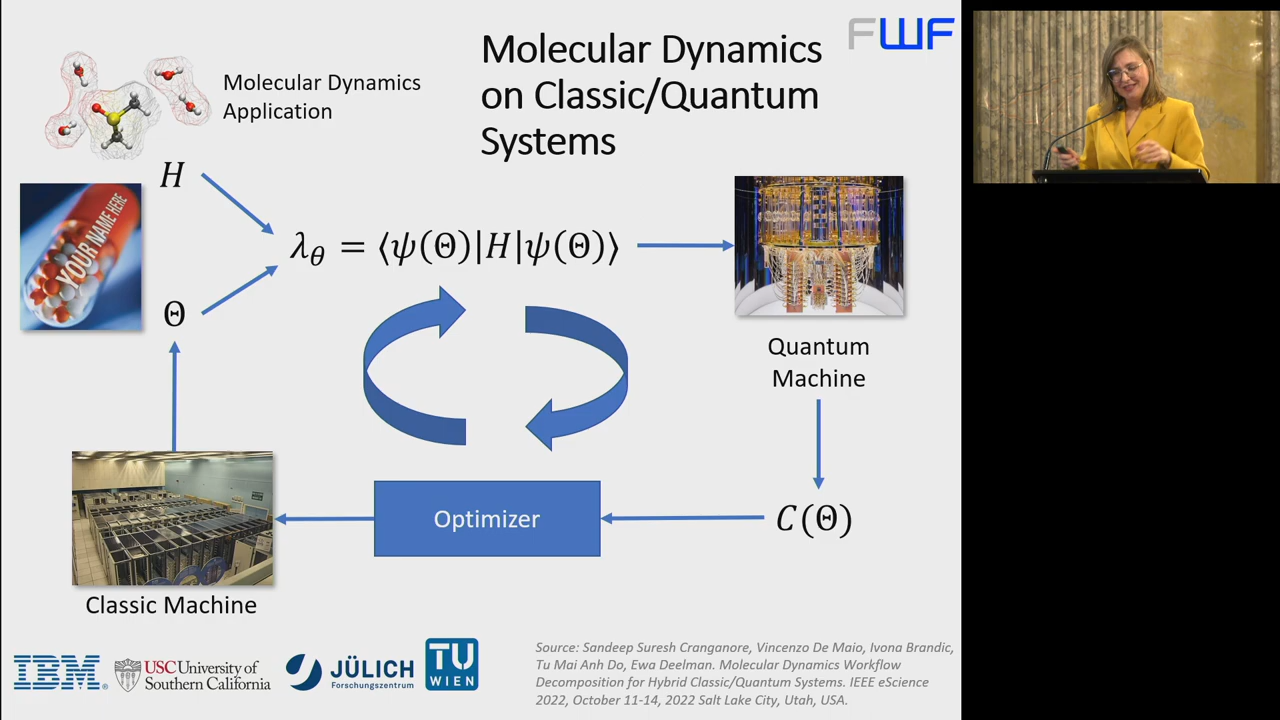 Molecular Dynamics
on Classic/Quantum
Systems
FWF
Molecular Dynamics
Application
H
YOUR NAME HERE
λθ = ⟨ψ(Θ)|H|ψ(Θ)⟩
Θ
Quantum
Machine
Optimizer
C(Θ)
Classic Machine
IBM®
USC University of
Southern California
JÜLICH
Forschungszentrum
TU
WIEN
Source: Sandeep Suresh Cranganore, Vincenzo De Maio, Ivona Brandic,
Tu Mai Anh Do, Ewa Deelman. Molecular Dynamics Workflow
Decomposition for Hybrid Classic/Quantum Systems. IEEE eScience
2022, October 11-14, 2022 Salt Lake City, Utah, USA.